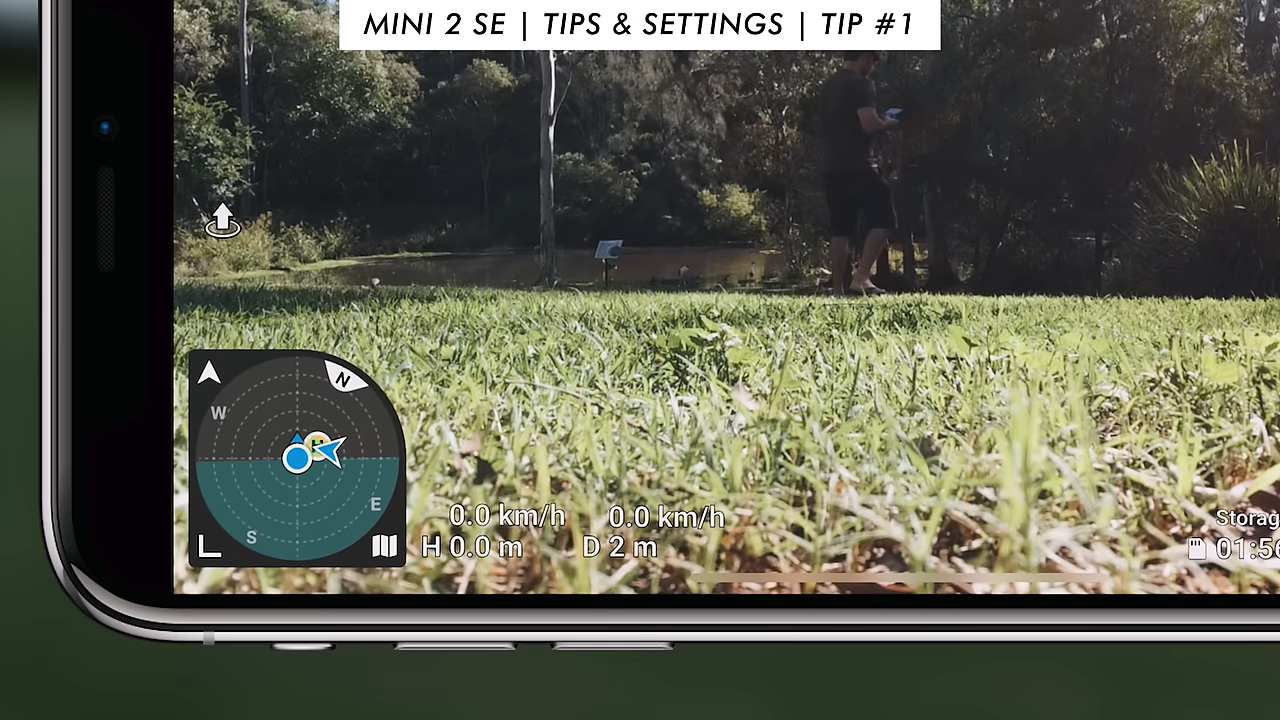 MINI 2 SE | TIPS & SETTINGS | TIP #1
N
W
H
E
S
0.0 km/h 0.0 km/h
H 0.0 m D 2 m